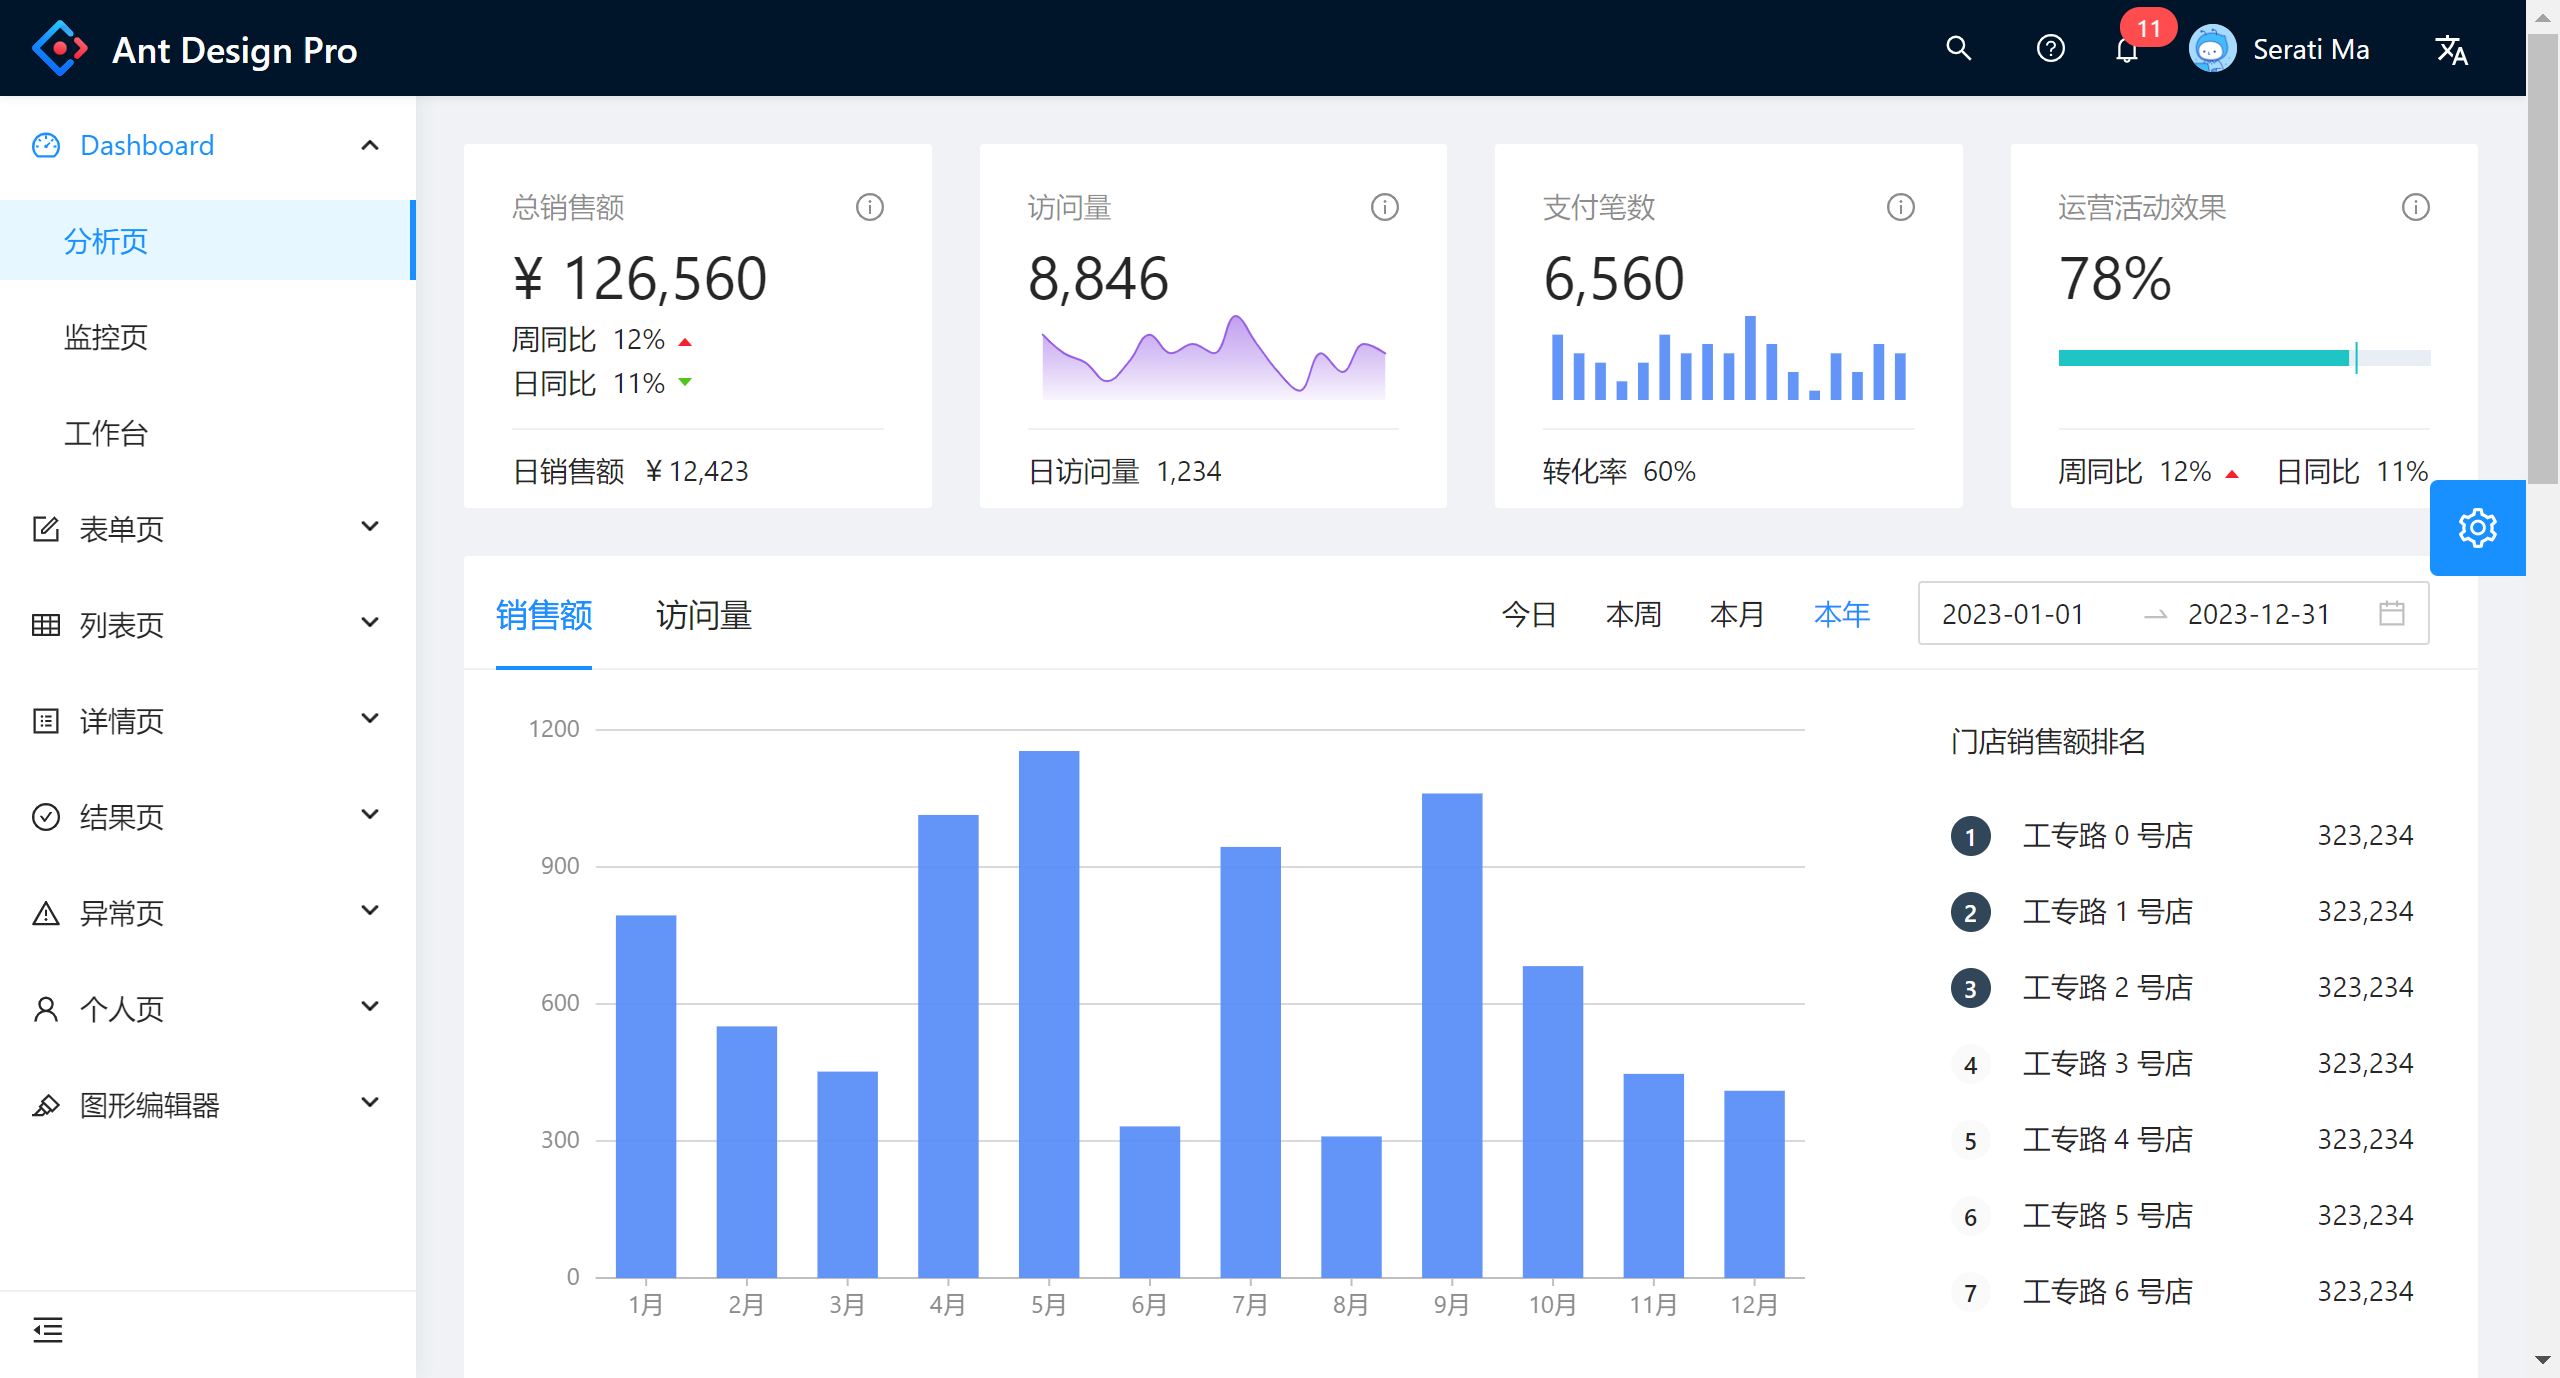 Ant Design Pro
11
Serati Ma
Dashboard
分析页
监控页
工作台
表单页
列表页
详情页
结果页
异常页
个人页
图形编辑器
总销售额
¥ 126,560
周同比 12%
日同比 11%
日销售额 ¥ 12,423
访问量
8,846
日访问量 1,234
支付笔数
6,560
转化率 60%
运营活动效果
78%
周同比 12% 日同比 11%
销售额 访问量
今日 本周 本月 本年 2023-01-01 2023-12-31
1200
900
600
300
0
1月 2月 3月 4月 5月 6月 7月 8月 9月 10月 11月 12月
门店销售额排名
1 工专路 0 号店 323,234
2 工专路 1 号店 323,234
3 工专路 2 号店 323,234
4 工专路 3 号店 323,234
5 工专路 4 号店 323,234
6 工专路 5 号店 323,234
7 工专路 6 号店 323,234